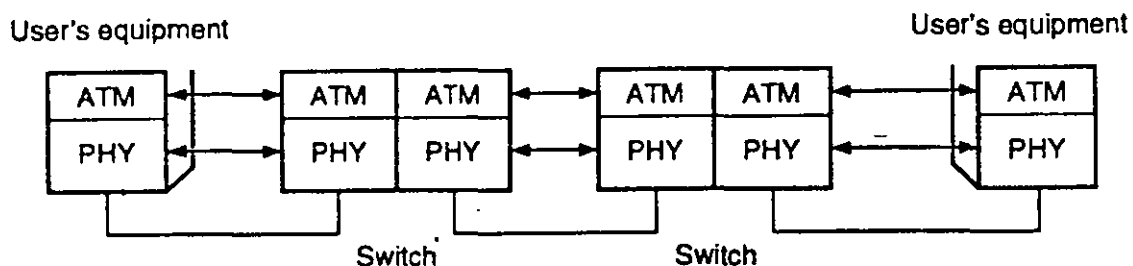 User's equipment User's equipment
ATM ATM ATM ATM ATM ATM
PHY PHY PHY PHY PHY PHY
Switch Switch